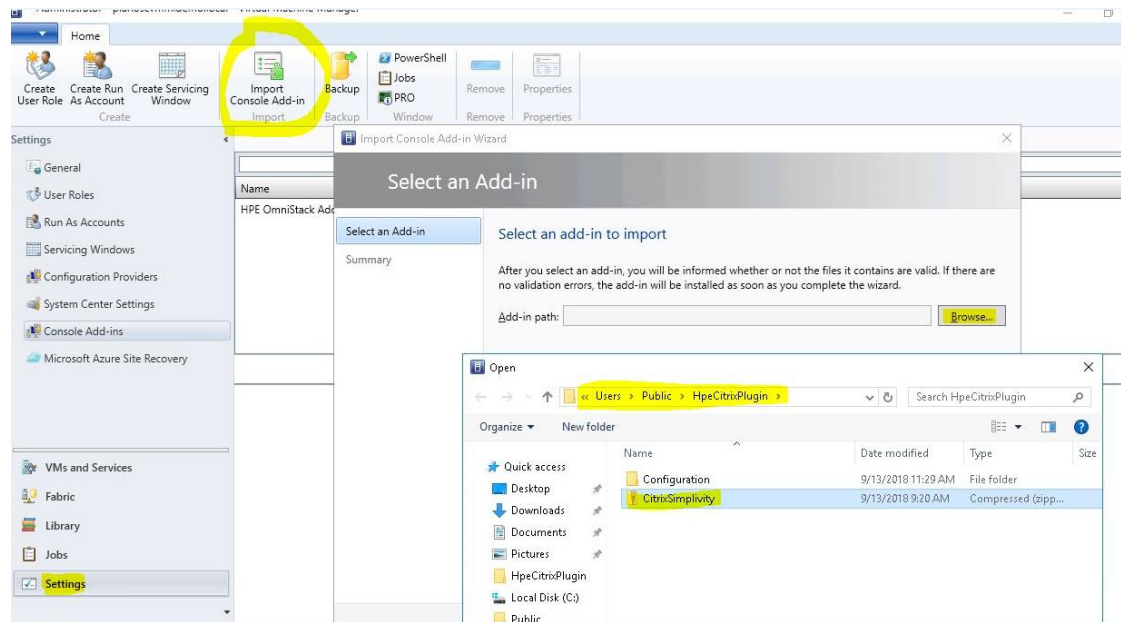 Virtual Machine Manager
Home
Create User Role
Create Run As Account
Create Servicing Window
Import Console Add-in
Backup
PowerShell
Jobs
PRO
Remove
Properties
Create
Import
Backup
Window
Remove
Properties
Settings
General
User Roles
Run As Accounts
Servicing Windows
Configuration Providers
System Center Settings
Console Add-ins
Microsoft Azure Site Recovery
VMs and Services
Fabric
Library
Jobs
Settings
Name
HPE OmniStack Add
Import Console Add-in Wizard
Select an Add-in
Select an Add-in
Summary
Select an add-in to import
After you select an add-in, you will be informed whether or not the files it contains are valid. If there are
no validation errors, the add-in will be installed as soon as you complete the wizard.
Add-in path:
Browse...
Open
« Users > Public > HpeCitrixPlugin >
Search HpeCitrixPlugin
Organize
New folder
Quick access
Desktop
Downloads
Documents
Pictures
HpeCitrixPlugin
Local Disk (C:)
Public
Name Date modified Type Size
Configuration 9/13/2018 11:29 AM File folder
CitrixSimplivity 9/13/2018 9:20 AM Compressed (zipp...